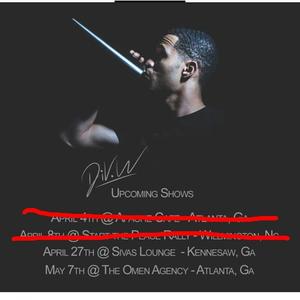 Div.W
UPCOMING SHOWS
APRIL 4TH @ APACHE CAFE - ATLANTA, GA
APRIL 8TH @ START THE PEACE RALLY - WILMINGTON, NC
APRIL 27TH @ SIVAS LOUNGE - KENNESAW, GA
MAY 7TH @ THE OMEN AGENCY - ATLANTA, GA